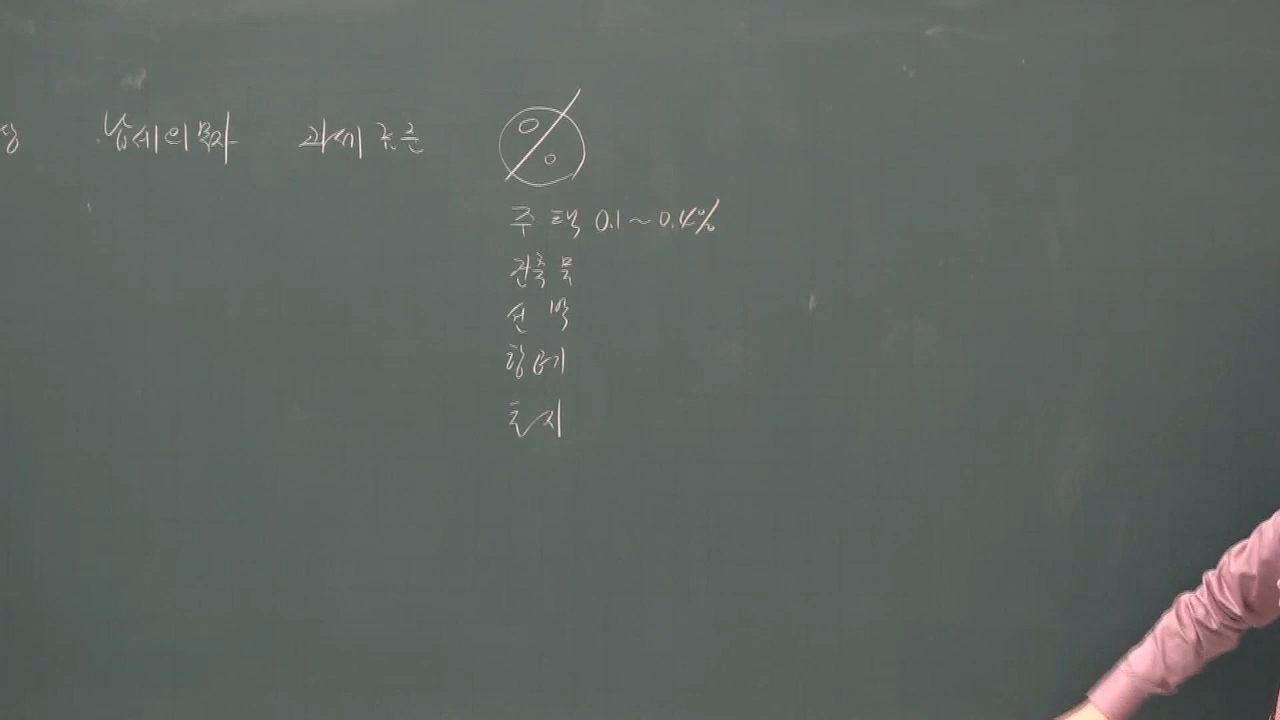 상 납세의무자 과세표준 %
주택 0.1~0.4%
건축물
선박
항공기
토지